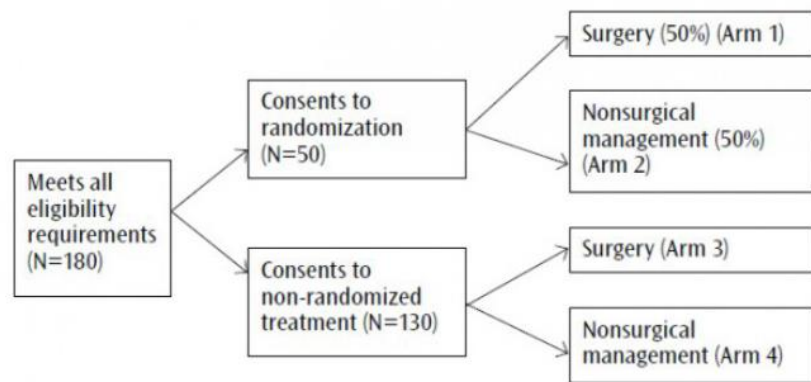 Meets all
eligibility
requirements
(N=180)
Consents to
randomization
(N=50)
Consents to
non-randomized
treatment (N=130)
Surgery (50%) (Arm 1)
Nonsurgical
management (50%)
(Arm 2)
Surgery (Arm 3)
Nonsurgical
management (Arm 4)